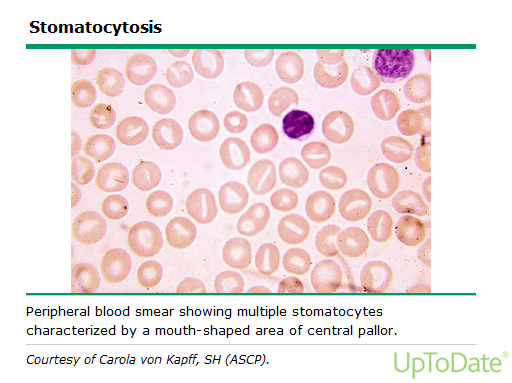 Stomatocytosis
Peripheral blood smear showing multiple stomatocytes
characterized by a mouth-shaped area of central pallor.
Courtesy of Carola von Kapff, SH (ASCP).
UpToDate®